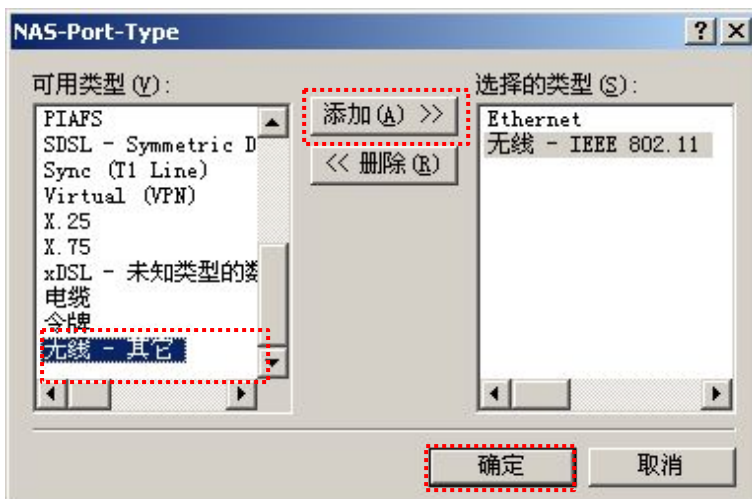 NAS-Port-Type
可用类型(V):
PIAFS
SDSL - Symmetric D
Sync (T1 Line)
Virtual (VPN)
X.25
X.75
xDSL - 未知类型的数
电缆
令牌
无线 - 其它
添加(A) >>
<< 删除(R)
选择的类型(S):
Ethernet
无线 - IEEE 802.11
确定
取消